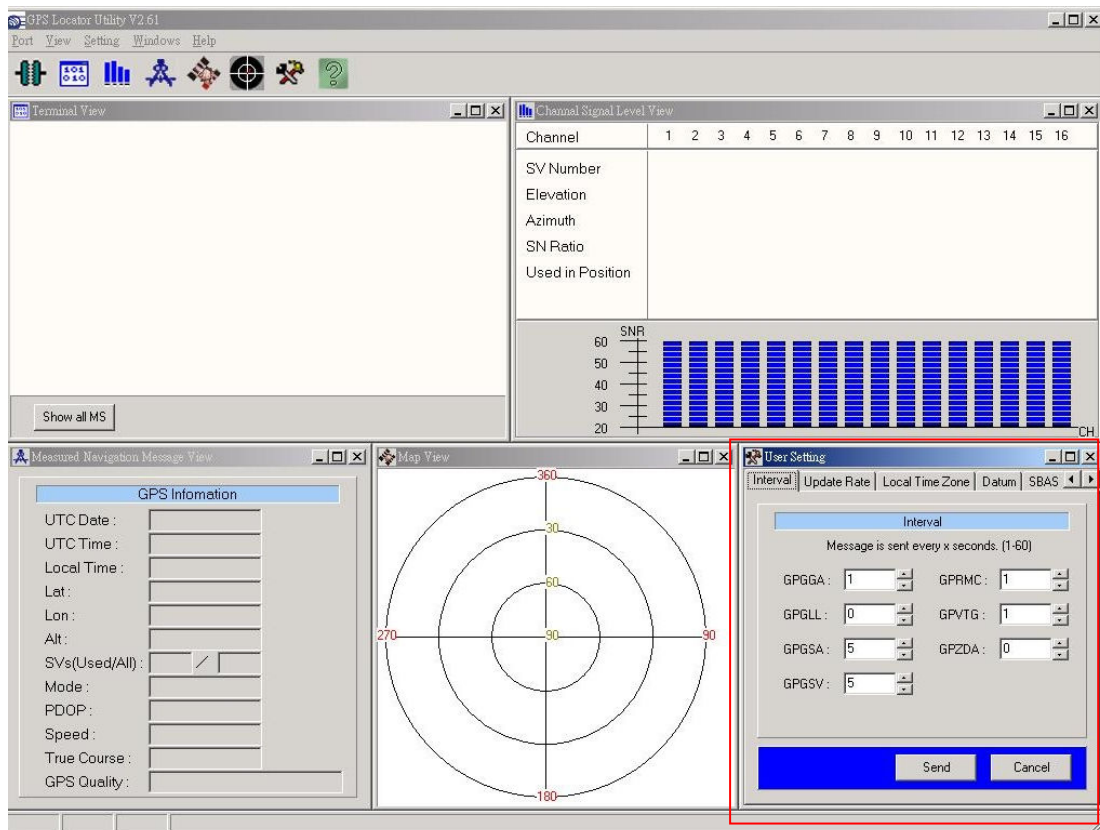 GPS Locator Utility V2.61
Port View Setting Windows Help
Terminal View
Show all MS
Channal Signal Level View
Channel 1 2 3 4 5 6 7 8 9 10 11 12 13 14 15 16
SV Number
Elevation
Azimuth
SN Ratio
Used in Position
SNR
60
50
40
30
20
CH
Measured Navigation Message View
GPS Infomation
UTC Date :
UTC Time :
Local Time :
Lat :
Lon :
Alt :
SVs(Used/All) : /
Mode :
PDOP :
Speed :
True Course :
GPS Quality :
Map View
360
30
60
270 90 90
180
User Setting
Interval Update Rate Local Time Zone Datum SBAS
Interval
Message is sent every x seconds. (1-60)
GPGGA : 1 GPRMC : 1
GPGLL : 0 GPVTG : 1
GPGSA : 5 GPZDA : 0
GPGSV : 5
Send Cancel